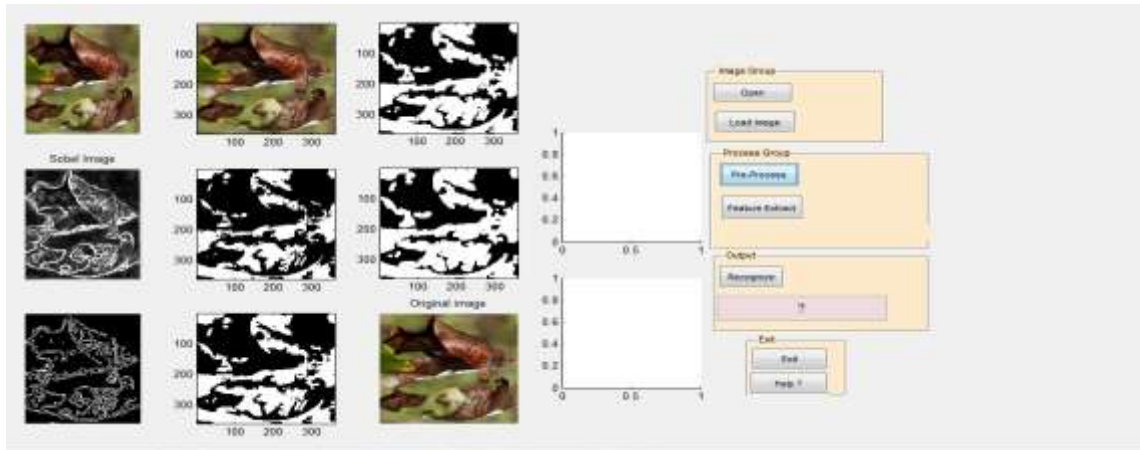 100
200
300
100 200 300
100
200
300
100 200 300
Sobel Image
100
200
300
100 200 300
100
200
300
100 200 300
100
200
300
100 200 300
Original image
1
0.8
0.6
0.4
0.2
0
0 0.5 1
1
0.8
0.6
0.4
0.2
0
0 0.5 1
Image Group
Open
Load Image
Process Group
Pre-Process
Feature Extract
Output
Recognize
Exit
Exit
Help ?